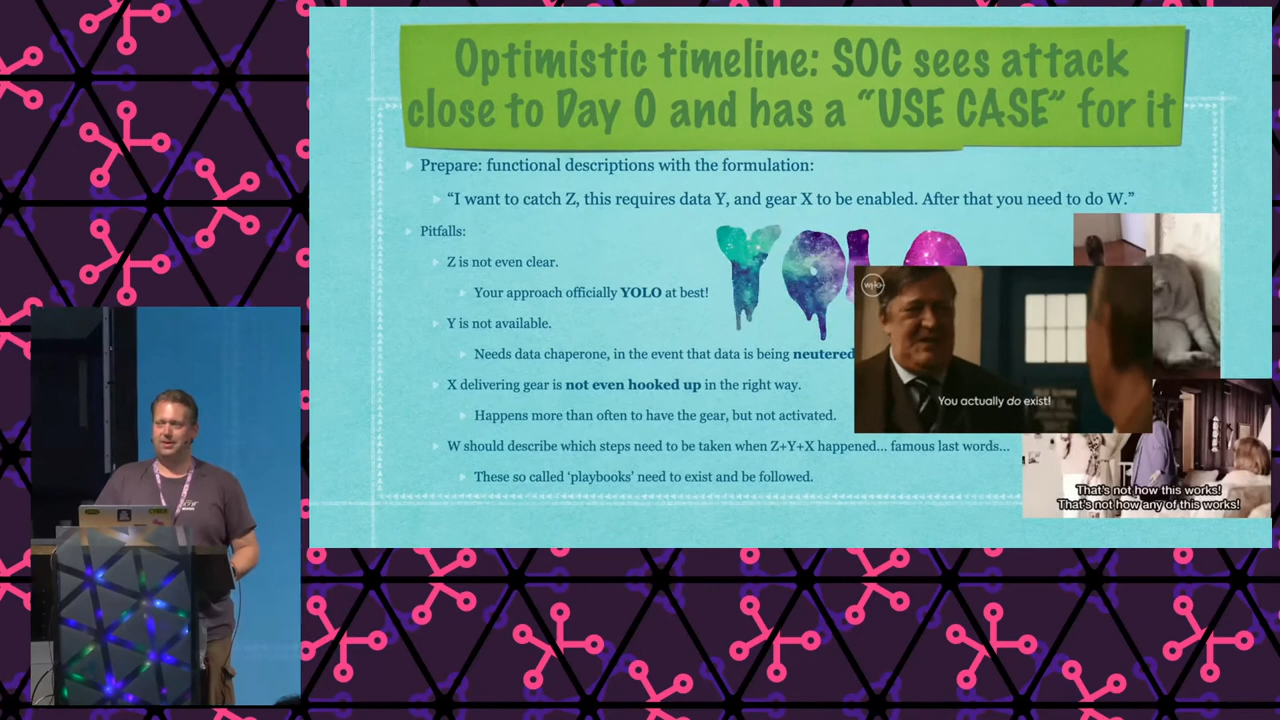 Optimistic timeline: SOC sees attack
close to Day 0 and has a “USE CASE” for it
Prepare: functional descriptions with the formulation:
“I want to catch Z, this requires data Y, and gear X to be enabled. After that you need to do W.”
Pitfalls:
Z is not even clear.
Your approach officially YOLO at best!
Y is not available.
Needs data chaperone, in the event that data is being neutered
X delivering gear is not even hooked up in the right way.
Happens more than often to have the gear, but not activated.
W should describe which steps need to be taken when Z+Y+X happened... famous last words...
These so called ‘playbooks’ need to exist and be followed.
YOLO
WHO
You actually do exist!
That's not how this works!
That's not how any of this works!
CYBER